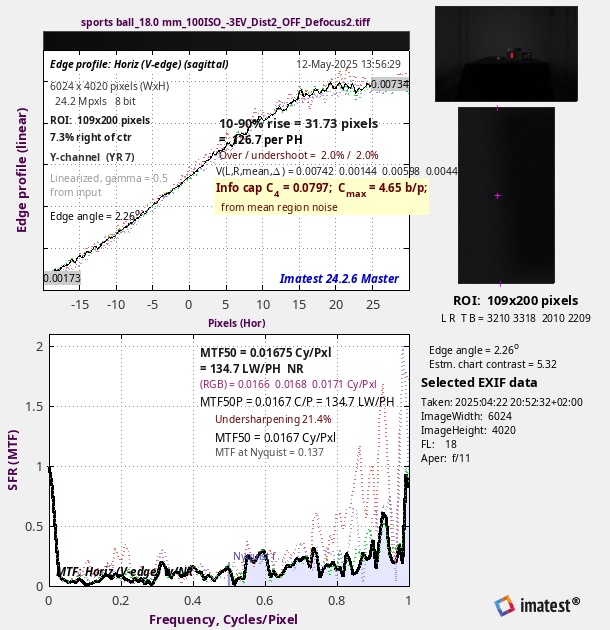 sports ball_18.0 mm_100ISO_-3EV_Dist2_OFF_Defocus2.tiff
Edge profile: Horiz (V-edge) (sagittal)
12-May-2025 13:56:29
6024 x 4020 pixels (WxH)
24.2 Mpxls 8 bit
ROI: 109x200 pixels
7.3% right of ctr
Y-channel (YR7)
Linearized, gamma = 0.5
from input
Edge angle = 2.26°
0.00734
10-90% rise = 31.73 pixels
= 126.7 per PH
Over / undershoot = 2.0% / 2.0%
V(L,R,mean,Δ) = 0.00742 0.00144 0.00598 0.0044
Info cap C4 = 0.0797; Cmax = 4.65 b/p;
from mean region noise
0.00173
Imatest 24.2.6 Master
Edge profile (linear)
-15 -10 -5 0 5 10 15 20 25
Pixels (Hor)
ROI: 109x200 pixels
L R T B = 3210 3318 2010 2209
Edge angle = 2.26°
Estm. chart contrast = 5.32
Selected EXIF data
Taken: 2025:04:22 20:52:32+02:00
ImageWidth: 6024
ImageHeight: 4020
FL: 18
Aper: f/11
MTF50 = 0.01675 Cy/Pxl
= 134.7 LW/PH NR
(RGB) = 0.0166 0.0168 0.0171 Cy/Pxl
MTF50P = 0.0167 C/P = 134.7 LW/PH
Undersharpening 21.4%
MTF50 = 0.0167 Cy/Pxl
MTF at Nyquist = 0.137
SFR (MTF)
2
1.5
1
0.5
0
MTF: Horiz (V-edge)
0 0.2 0.4 0.6 0.8 1
Frequency, Cycles/Pixel
imatest®